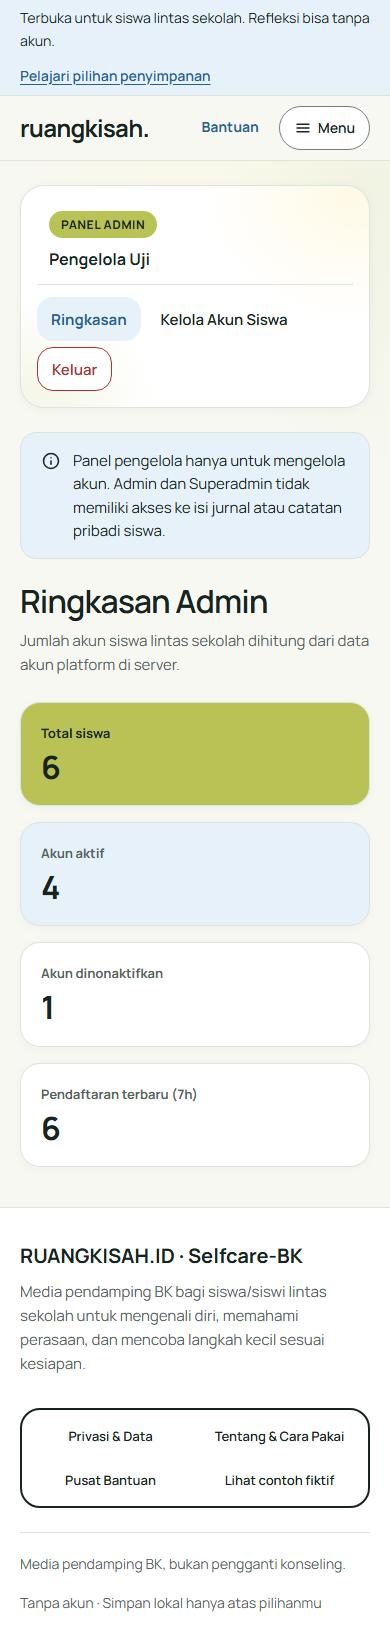 Terbuka untuk siswa lintas sekolah. Refleksi bisa tanpa
akun.
Pelajari pilihan penyimpanan
ruangkisah.
Bantuan
Menu
PANEL ADMIN
Pengelola Uji
Ringkasan
Kelola Akun Siswa
Keluar
Panel pengelola hanya untuk mengelola
akun. Admin dan Superadmin tidak
memiliki akses ke isi jurnal atau catatan
pribadi siswa.
Ringkasan Admin
Jumlah akun siswa lintas sekolah dihitung dari data
akun platform di server.
Total siswa
6
Akun aktif
4
Akun dinonaktifkan
1
Pendaftaran terbaru (7h)
6
RUANGKISAH.ID · Selfcare-BK
Media pendamping BK bagi siswa/siswi lintas
sekolah untuk mengenali diri, memahami
perasaan, dan mencoba langkah kecil sesuai
kesiapan.
Privasi & Data
Tentang & Cara Pakai
Pusat Bantuan
Lihat contoh fiktif
Media pendamping BK, bukan pengganti konseling.
Tanpa akun · Simpan lokal hanya atas pilihanmu